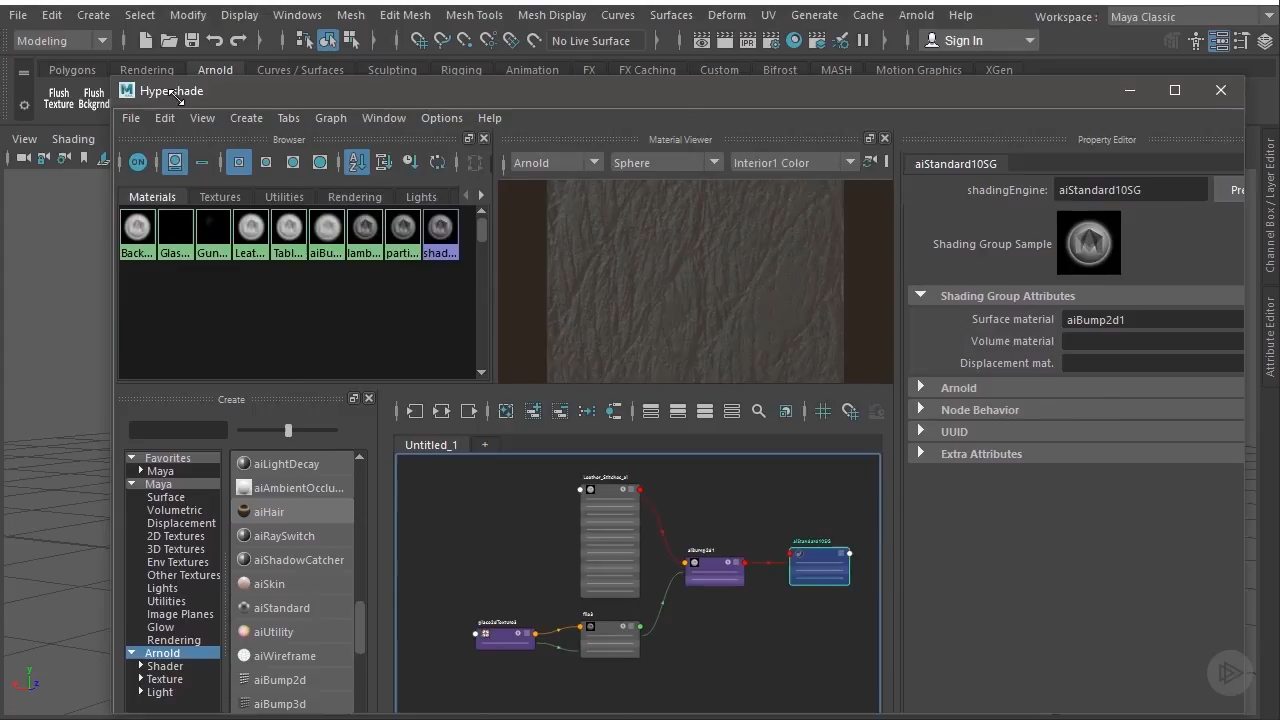 File Edit Create Select Modify Display Windows Mesh Edit Mesh Mesh Tools Mesh Display Curves Surfaces Deform UV Generate Cache Arnold Help Workspace: Maya Classic
Modeling No Live Surface IPR Sign In
Polygons Rendering Arnold Curves / Surfaces Sculpting Rigging Animation FX FX Caching Custom Bifrost MASH Motion Graphics XGen
Flush Texture
Flush Bckgrnd
M Hypershade
File Edit View Create Tabs Graph Window Options Help
View Shading
Browser Material Viewer Property Editor
ON Arnold Sphere Interior1 Color aiStandard10SG
Materials Textures Utilities Rendering Lights
shadingEngine: aiStandard10SG Pre
Back... Glas... Gun... Leat... Tabl... aiBu... lamb... parti... shad...
Shading Group Sample
Shading Group Attributes
Surface material aiBump2d1
Volume material
Displacement mat.
Arnold
Node Behavior
UUID
Extra Attributes
Channel Box / Layer Editor
Attribute Editor
Create
Untitled_1 +
Favorites
Maya
Maya
Surface
Volumetric
Displacement
2D Textures
3D Textures
Env Textures
Other Textures
Lights
Utilities
Image Planes
Glow
Rendering
Arnold
Shader
Texture
Light
aiLightDecay
aiAmbientOcclu...
aiHair
aiRaySwitch
aiShadowCatcher
aiSkin
aiStandard
aiUtility
aiWireframe
aiBump2d
aiBump3d
Leather_Stitches_ai
aiBump2d1
aiStandard10SG
place2dTexture3
y